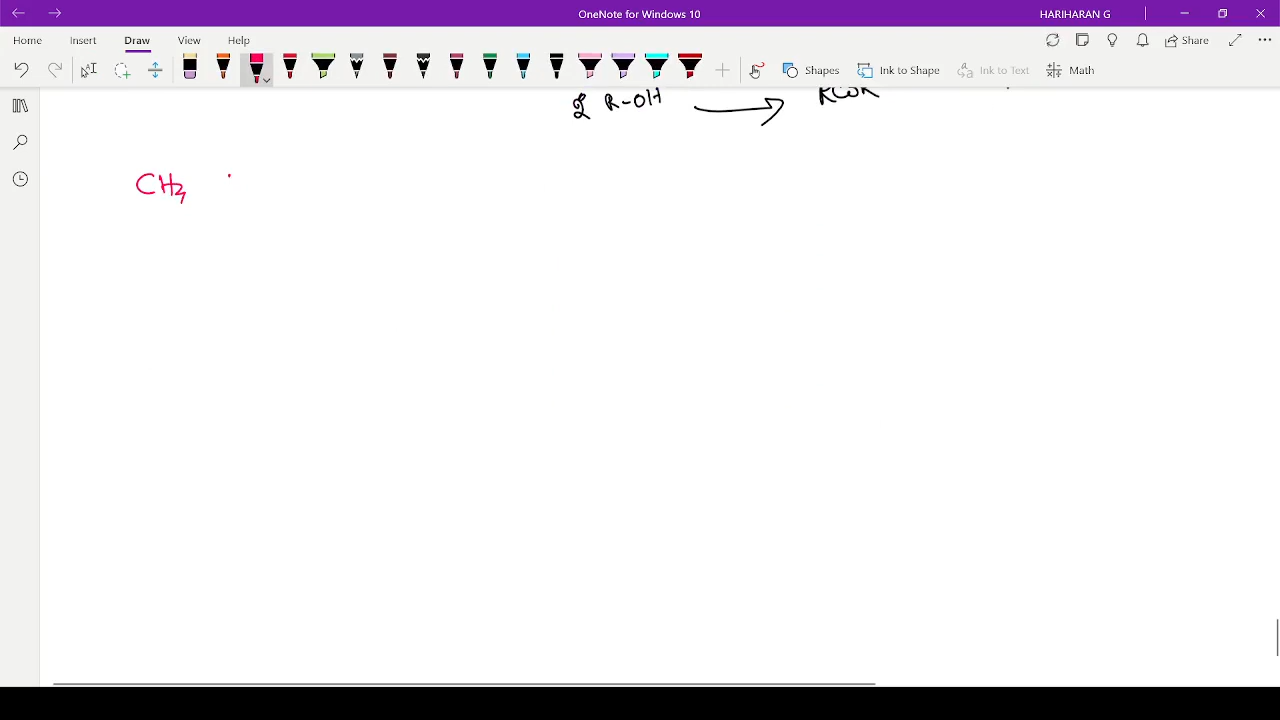 OneNote for Windows 10
HARIHARAN G
Home Insert Draw View Help
Share
Shapes Ink to Shape Ink to Text Math
R-OH ⟶ RCOR
CH3